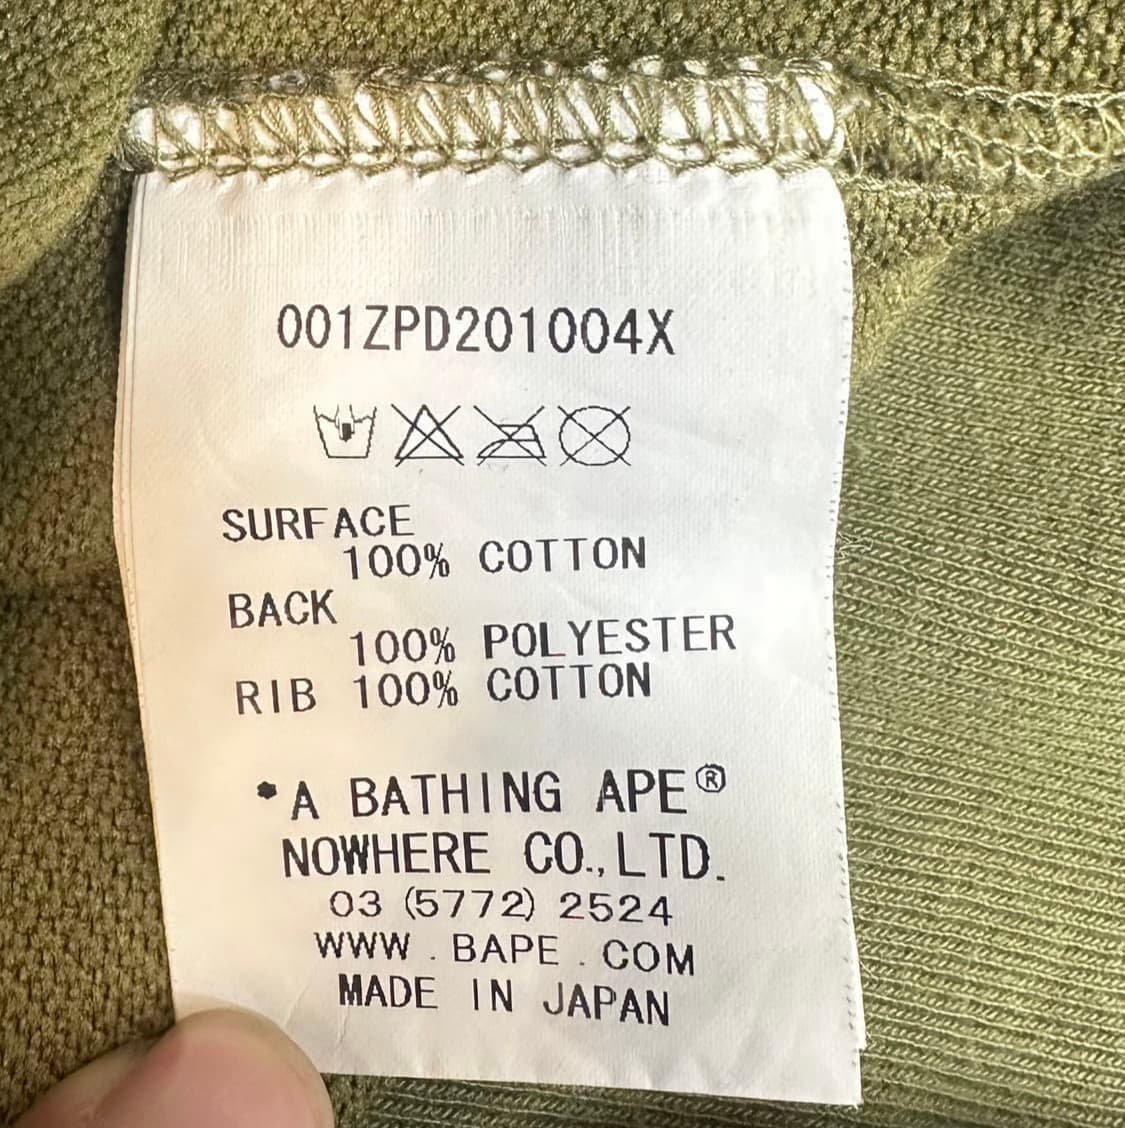 001ZPD201004X
SURFACE
100% COTTON
BACK
100% POLYESTER
RIB 100% COTTON
*A BATHING APE®
NOWHERE CO.,LTD.
03 (5772) 2524
WWW . BAPE . COM
MADE IN JAPAN